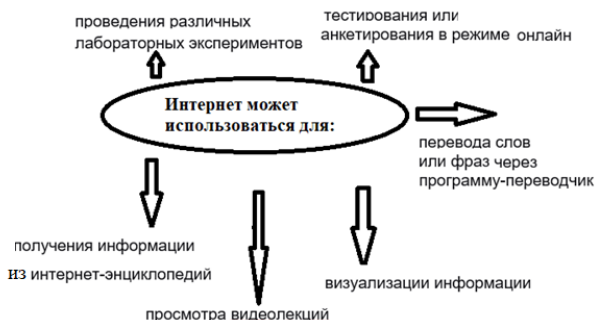 проведения различных
лабораторных экспериментов
тестирования или
анкетирования в режиме онлайн
Интернет может
использоваться для:
перевода слов
или фраз через
программу-переводчик
получения информации
из интернет-энциклопедий
визуализации информации
просмотра видеолекций